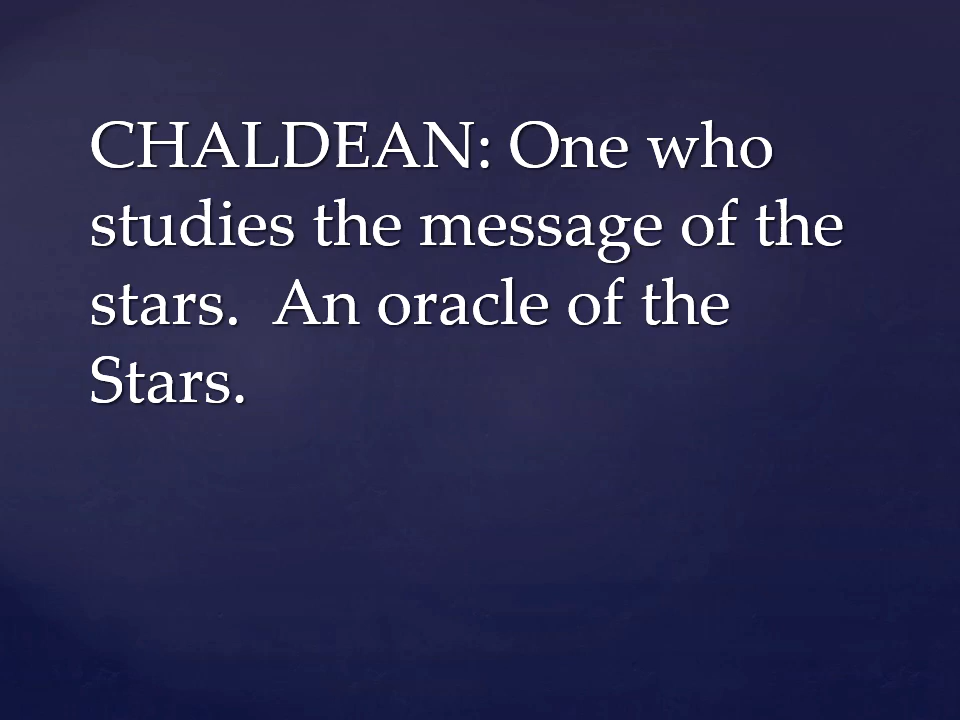 CHALDEAN: One who
studies the message of the
stars.  An oracle of the
Stars.